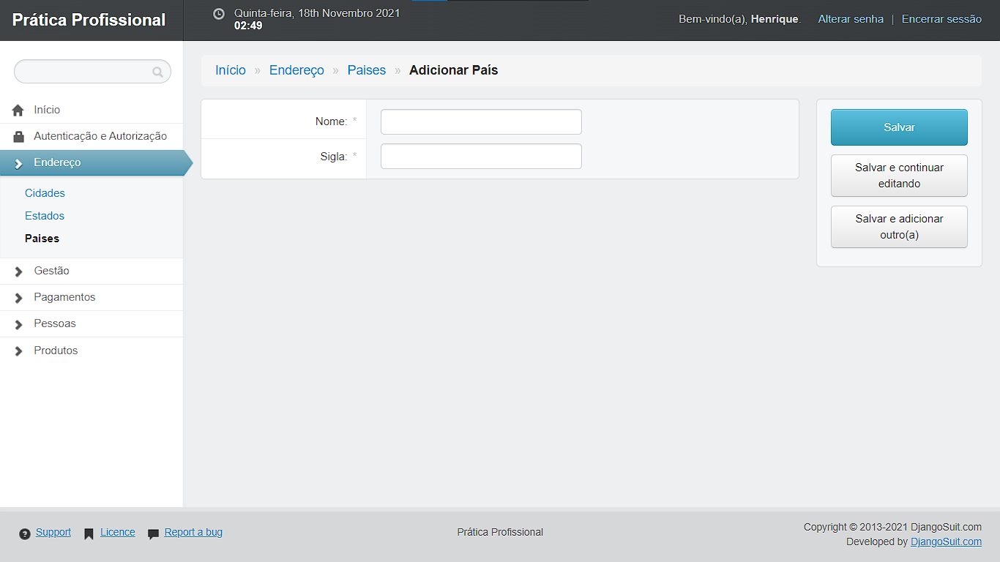 Prática Profissional
Quinta-feira, 18th Novembro 2021
02:49
Bem-vindo(a), Henrique. Alterar senha | Encerrar sessão
Início
Autenticação e Autorização
Endereço
Cidades
Estados
Paises
Gestão
Pagamentos
Pessoas
Produtos
Início » Endereço » Paises » Adicionar País
Nome: *
Sigla: *
Salvar
Salvar e continuar
editando
Salvar e adicionar
outro(a)
Support Licence Report a bug
Prática Profissional
Copyright © 2013-2021 DjangoSuit.com
Developed by DjangoSuit.com